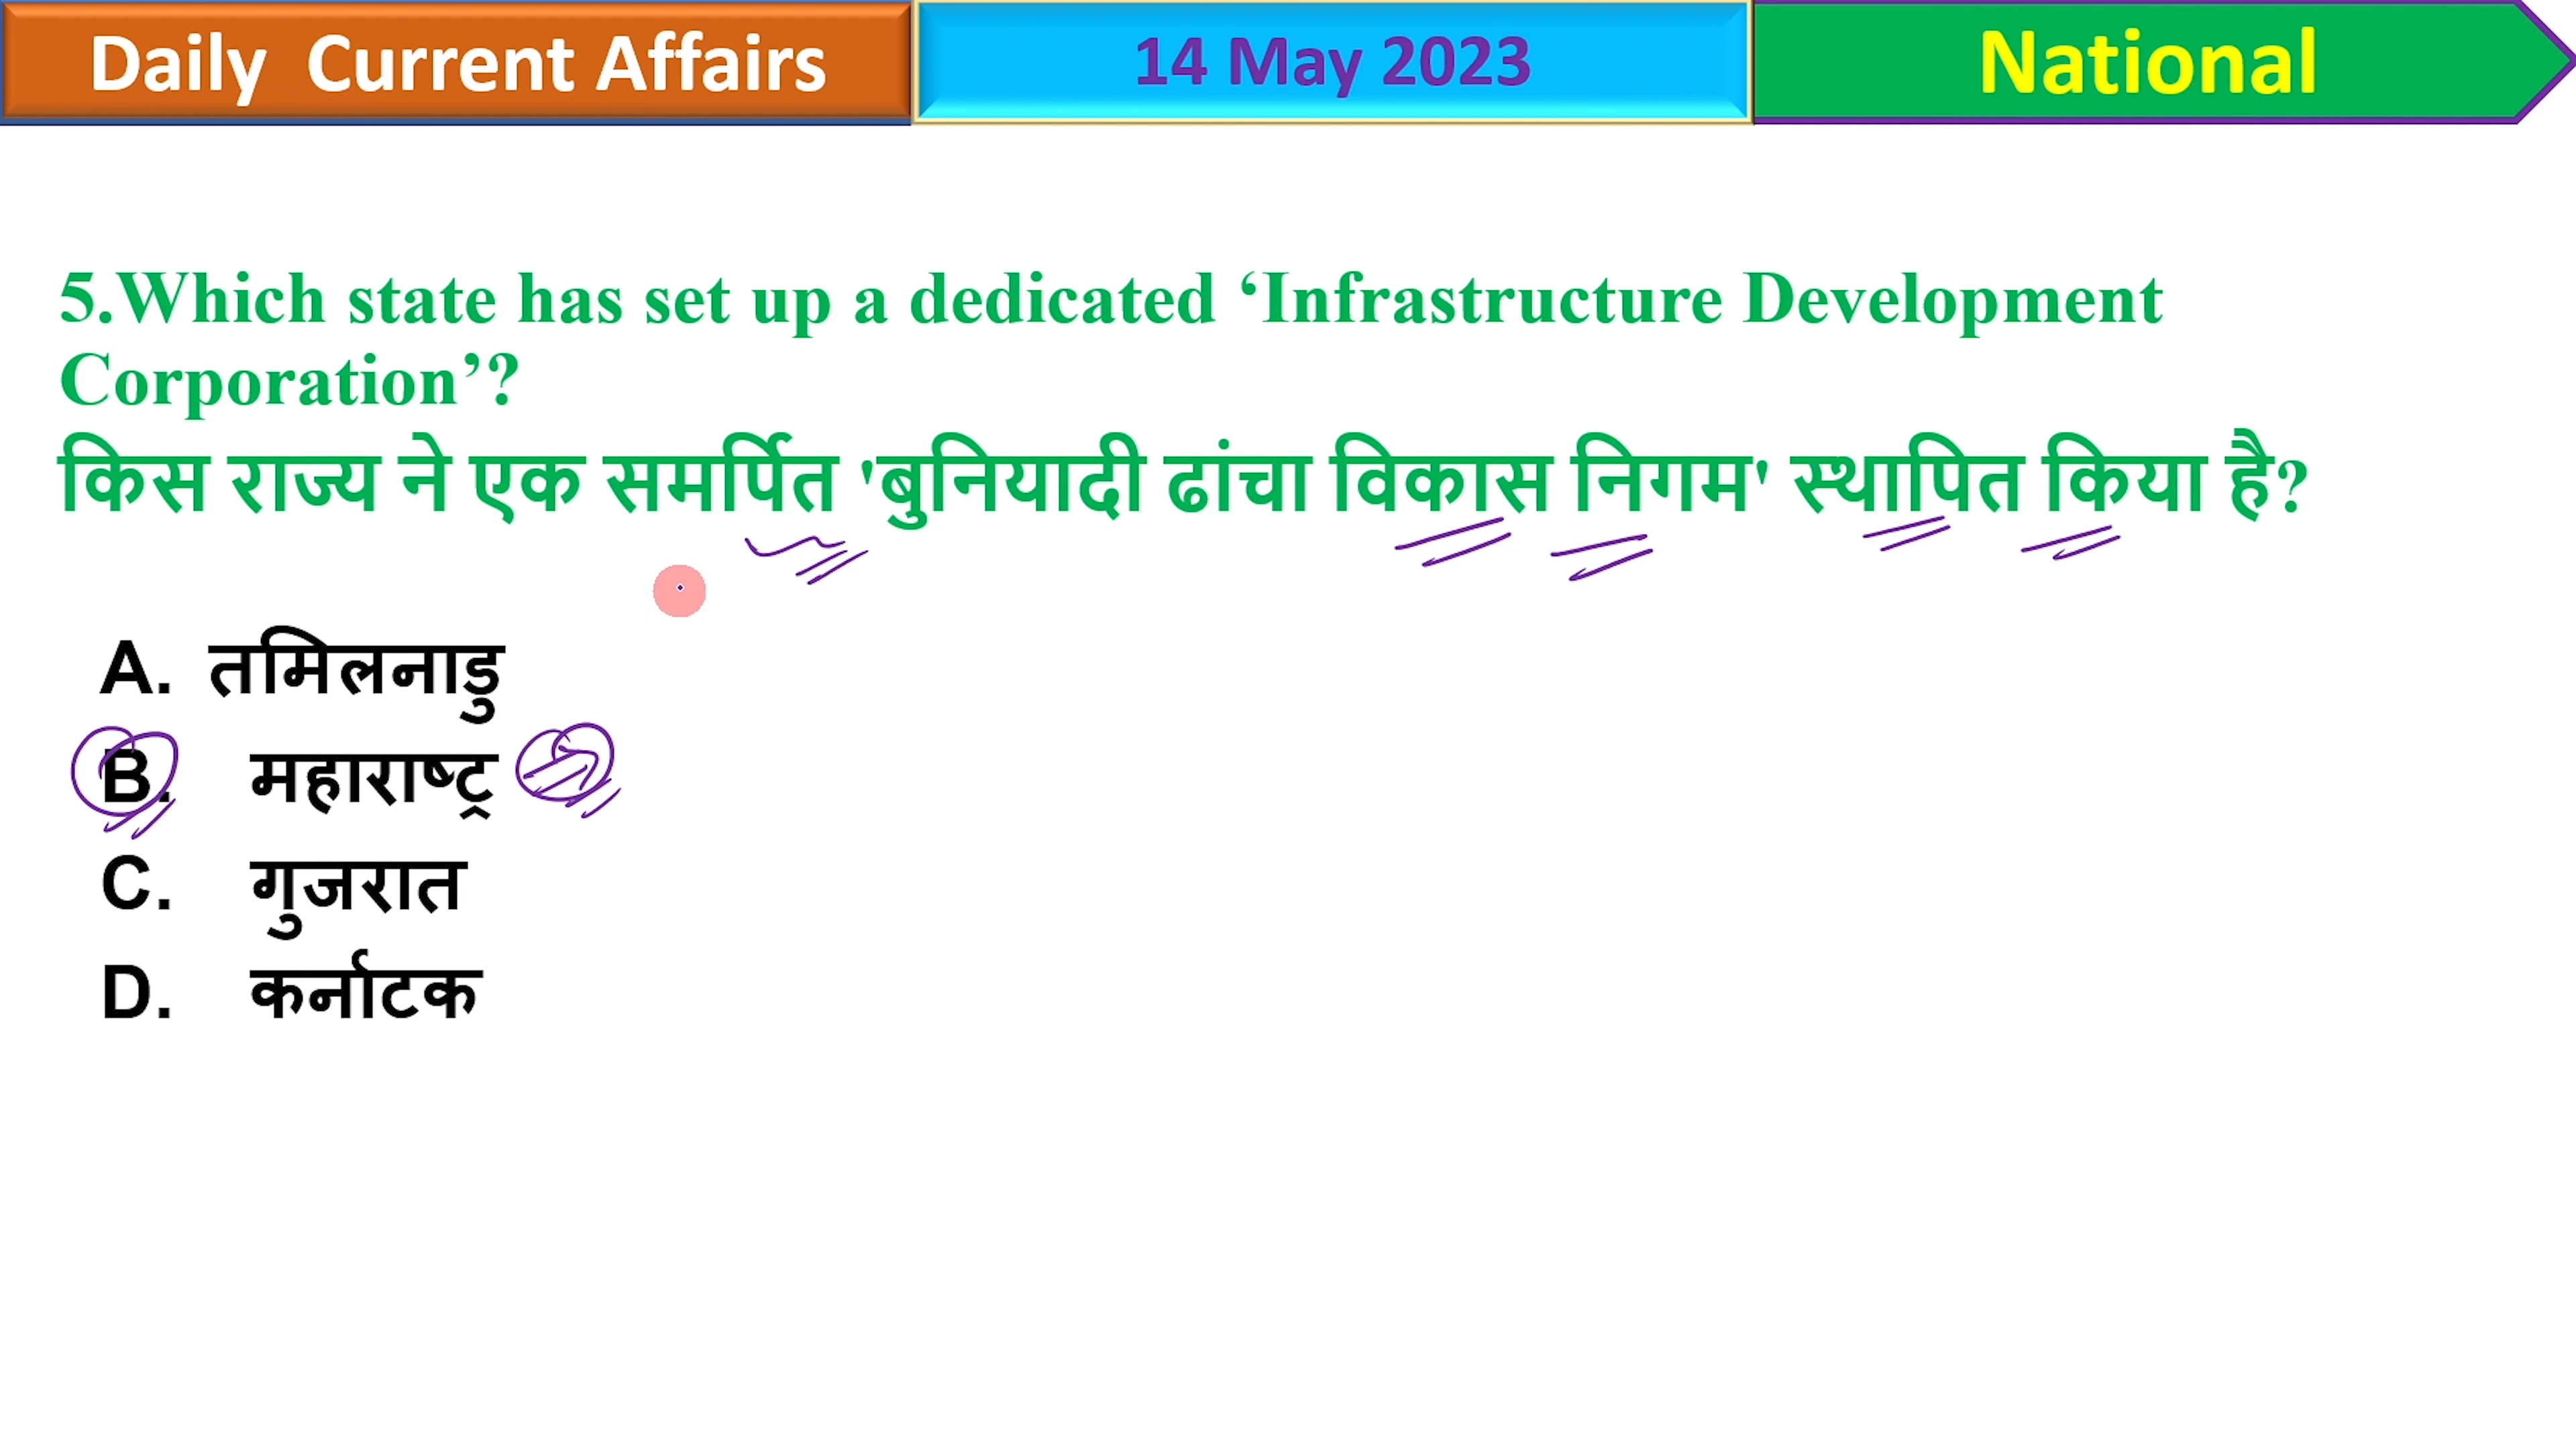 Daily Current Affairs
14 May 2023
National
5.Which state has set up a dedicated ‘Infrastructure Development
Corporation’?
किस राज्य ने एक समर्पित 'बुनियादी ढांचा विकास निगम' स्थापित किया है?
A. तमिलनाडु
B. महाराष्ट्र
C. गुजरात
D. कर्नाटक